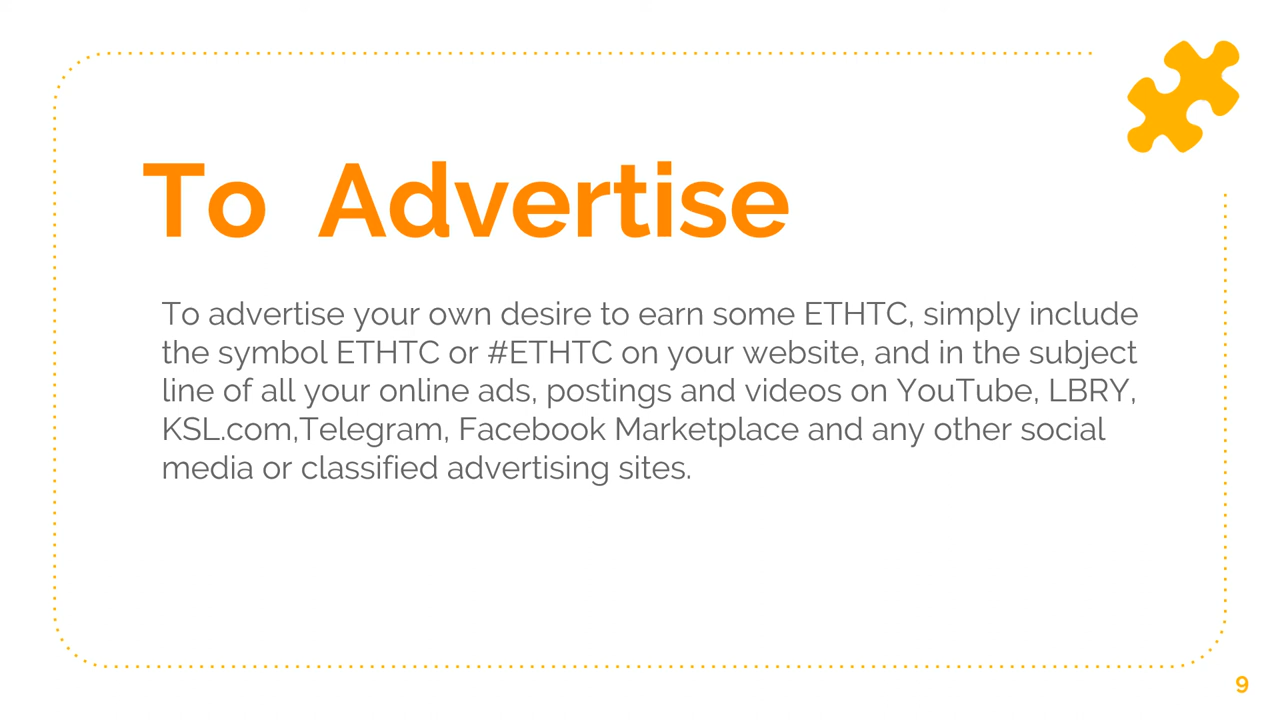 To Advertise
To advertise your own desire to earn some ETHTC, simply include
the symbol ETHTC or #ETHTC on your website, and in the subject
line of all your online ads, postings and videos on YouTube, LBRY,
KSL.com,Telegram, Facebook Marketplace and any other social
media or classified advertising sites.
9